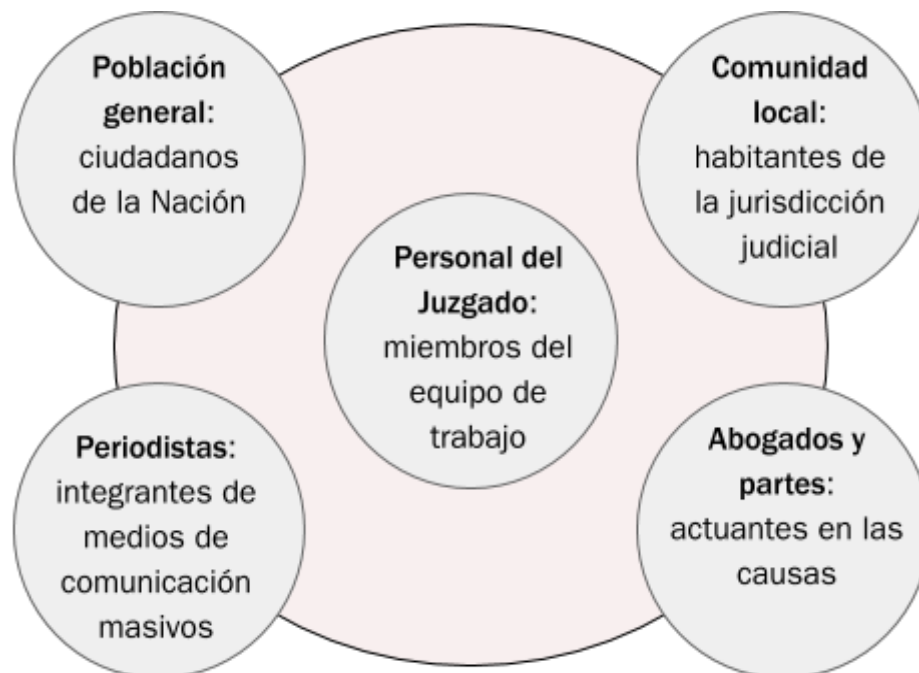 Población
general:
ciudadanos
de la Nación
Comunidad
local:
habitantes de
la jurisdicción
judicial
Personal del
Juzgado:
miembros del
equipo de
trabajo
Periodistas:
integrantes de
medios de
comunicación
masivos
Abogados y
partes:
actuantes en las
causas